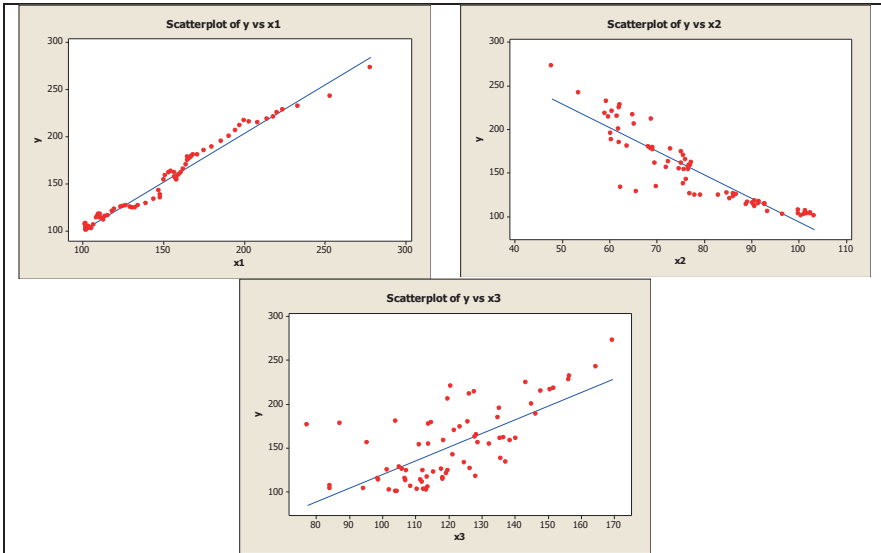 Scatterplot of y vs x1
300
250
200
150
100
y
100 150 200 250 300
x1
Scatterplot of y vs x2
300
250
200
150
100
y
40 50 60 70 80 90 100 110
x2
Scatterplot of y vs x3
300
250
200
150
100
y
80 90 100 110 120 130 140 150 160 170
x3